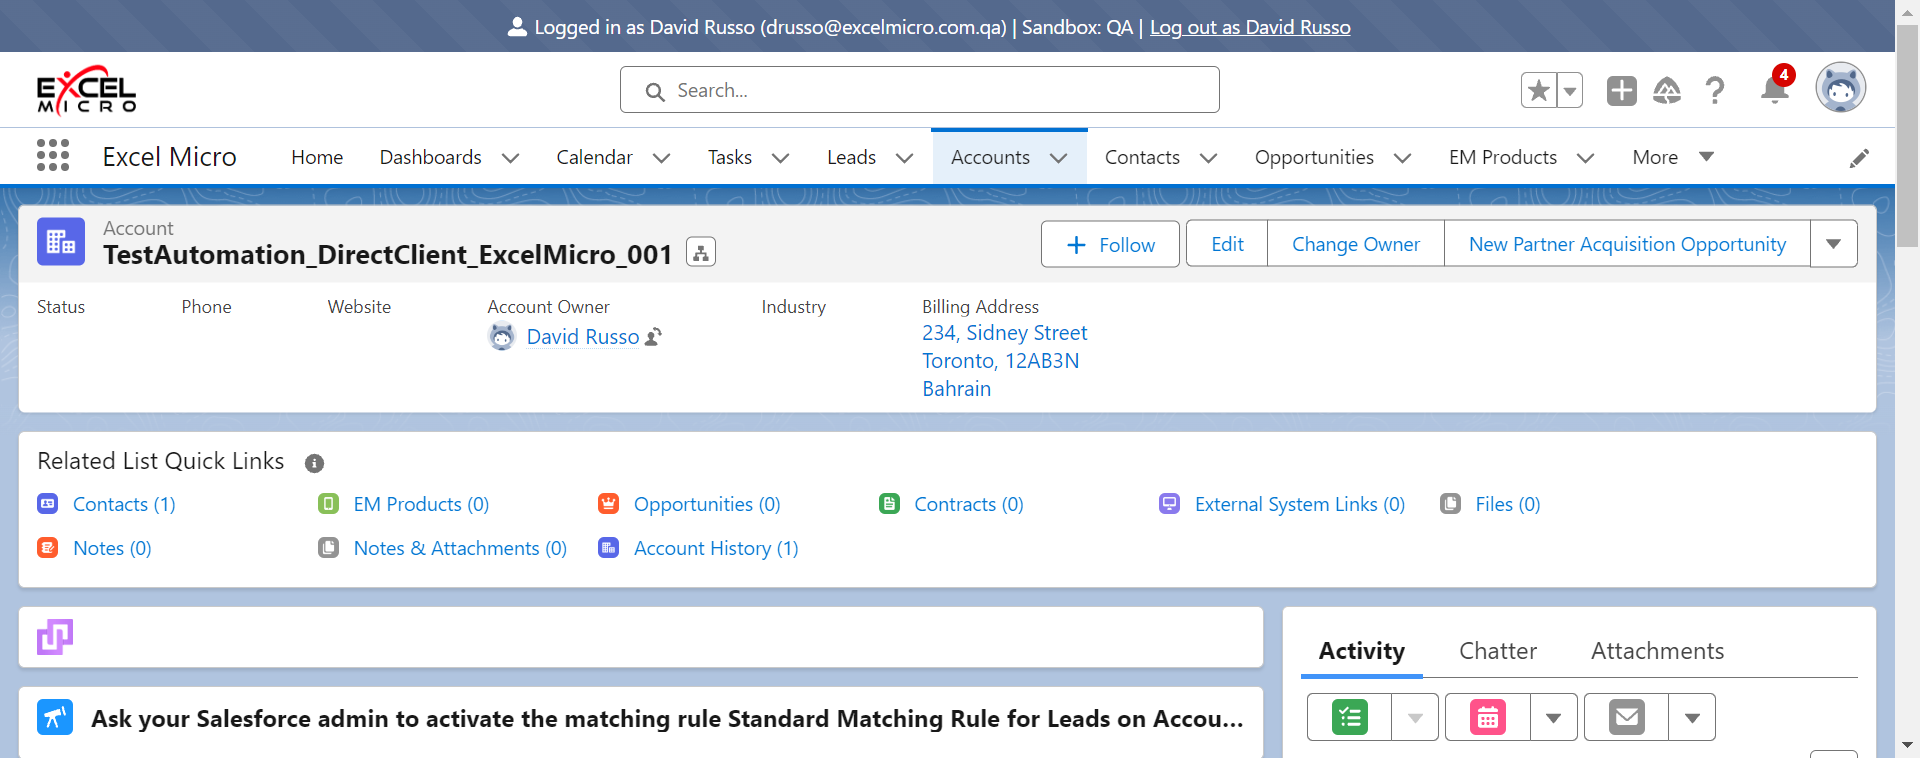 Logged in as David Russo (drusso@excelmicro.com.qa) | Sandbox: QA | Log out as David Russo
EXCEL
MICRO
Search...
4
Excel Micro Home Dashboards Calendar Tasks Leads Accounts Contacts Opportunities EM Products More
Account
TestAutomation_DirectClient_ExcelMicro_001
Follow Edit Change Owner New Partner Acquisition Opportunity
Status Phone Website Account Owner Industry Billing Address
David Russo
234, Sidney Street
Toronto, 12AB3N
Bahrain
Related List Quick Links
Contacts (1) EM Products (0) Opportunities (0) Contracts (0) External System Links (0) Files (0)
Notes (0) Notes & Attachments (0) Account History (1)
Activity Chatter Attachments
Ask your Salesforce admin to activate the matching rule Standard Matching Rule for Leads on Accou...